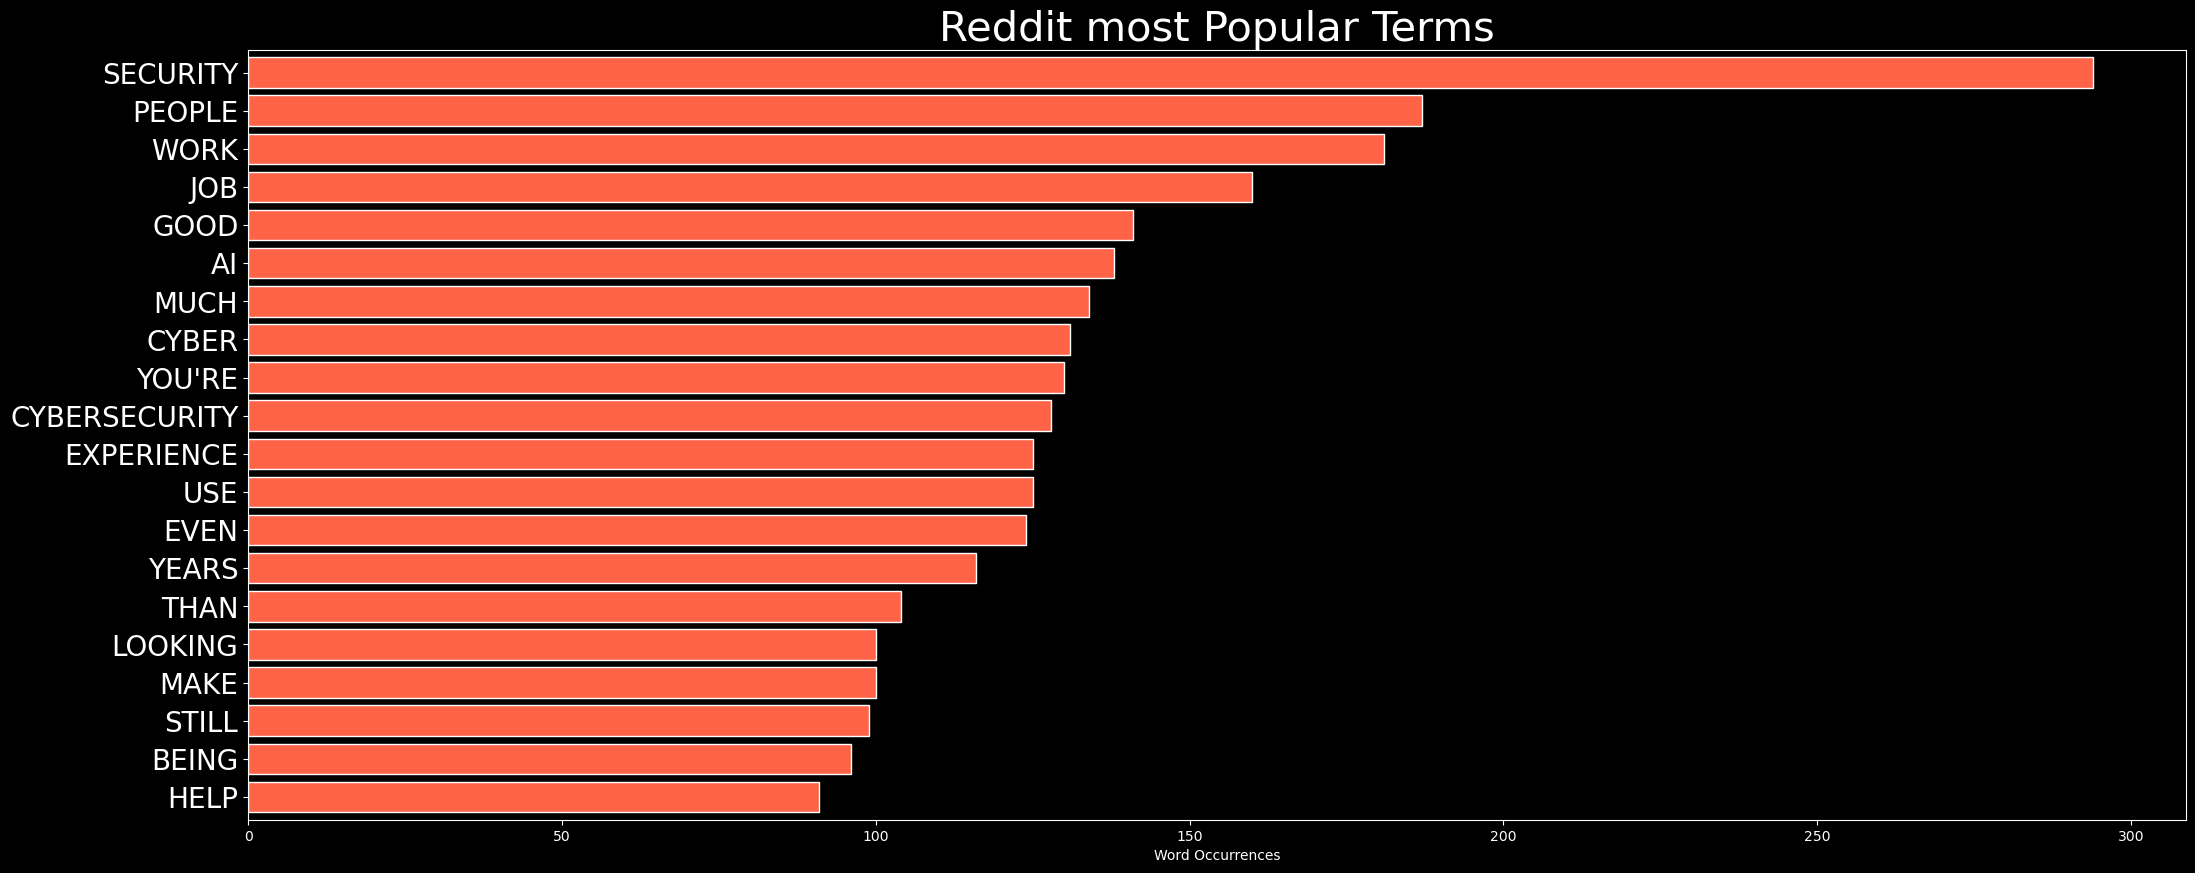 Reddit most Popular Terms
SECURITY
PEOPLE
WORK
JOB
GOOD
AI
MUCH
CYBER
YOU'RE
CYBERSECURITY
EXPERIENCE
USE
EVEN
YEARS
THAN
LOOKING
MAKE
STILL
BEING
HELP
0 50 100 150 200 250 300
Word Occurrences